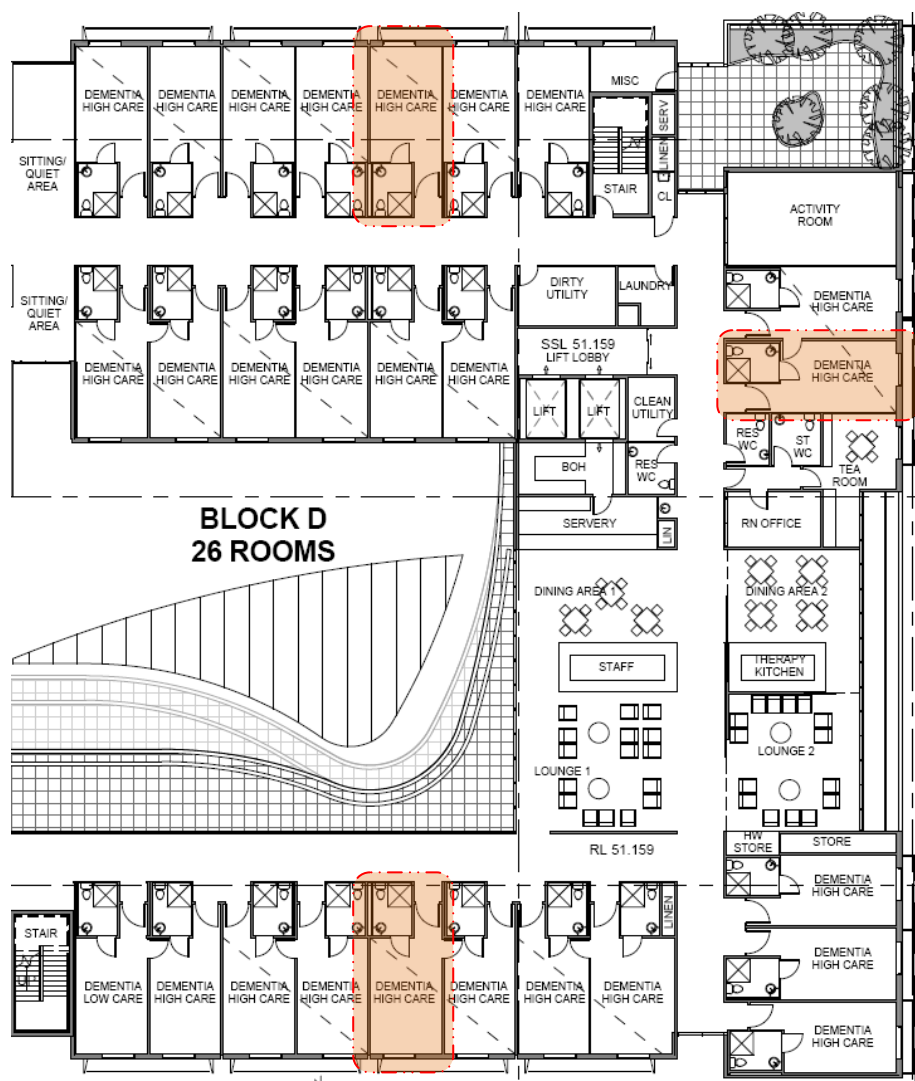 MISC
SERV
LINEN
CL
STAIR
DEMENTIA
HIGH CARE
DEMENTIA
HIGH CARE
DEMENTIA
HIGH CARE
DEMENTIA
HIGH CARE
DEMENTIA
HIGH CARE
DEMENTIA
HIGH CARE
DEMENTIA
HIGH CARE
SITTING/
QUIET
AREA
ACTIVITY
ROOM
SITTING/
QUIET
AREA
DIRTY
UTILITY
LAUNDRY
DEMENTIA
HIGH CARE
SSL 51.159
LIFT LOBBY
DEMENTIA
HIGH CARE
DEMENTIA
HIGH CARE
DEMENTIA
HIGH CARE
DEMENTIA
HIGH CARE
DEMENTIA
HIGH CARE
DEMENTIA
HIGH CARE
DEMENTIA
HIGH CARE
LIFT
LIFT
CLEAN
UTILITY
RES
WC
ST
WC
TEA
ROOM
BOH
RES
WC
BLOCK D
26 ROOMS
SERVERY
LIN
RN OFFICE
DINING AREA 1
DINING AREA 2
STAFF
THERAPY
KITCHEN
LOUNGE 1
LOUNGE 2
RL 51.159
HW
STORE
STORE
DEMENTIA
HIGH CARE
LINEN
STAIR
UP
DEMENTIA
LOW CARE
DEMENTIA
HIGH CARE
DEMENTIA
HIGH CARE
DEMENTIA
HIGH CARE
DEMENTIA
HIGH CARE
DEMENTIA
HIGH CARE
DEMENTIA
HIGH CARE
DEMENTIA
HIGH CARE
DEMENTIA
HIGH CARE
DEMENTIA
HIGH CARE